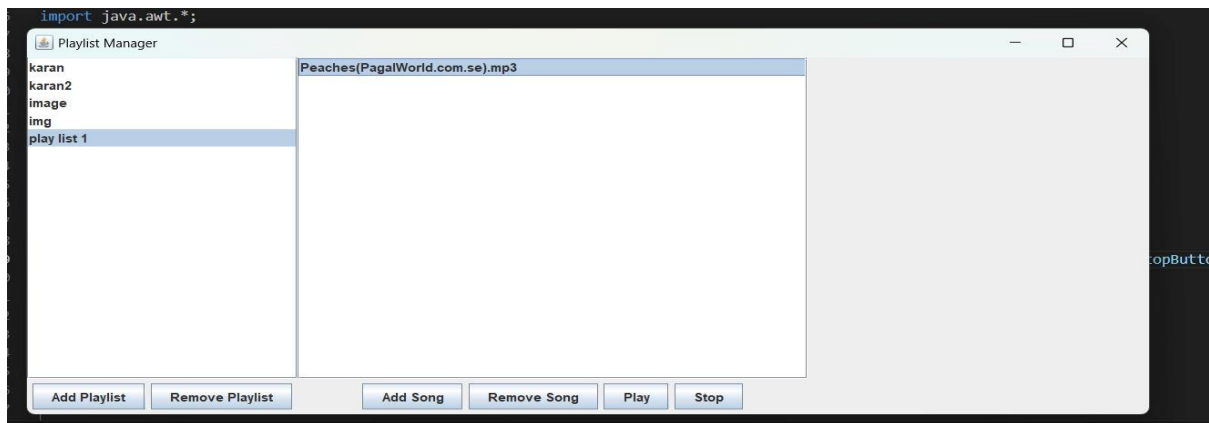 import java.awt.*;
Playlist Manager
karan
karan2
image
img
play list 1
Peaches(PagalWorld.com.se).mp3
topButto
Add Playlist Remove Playlist Add Song Remove Song Play Stop